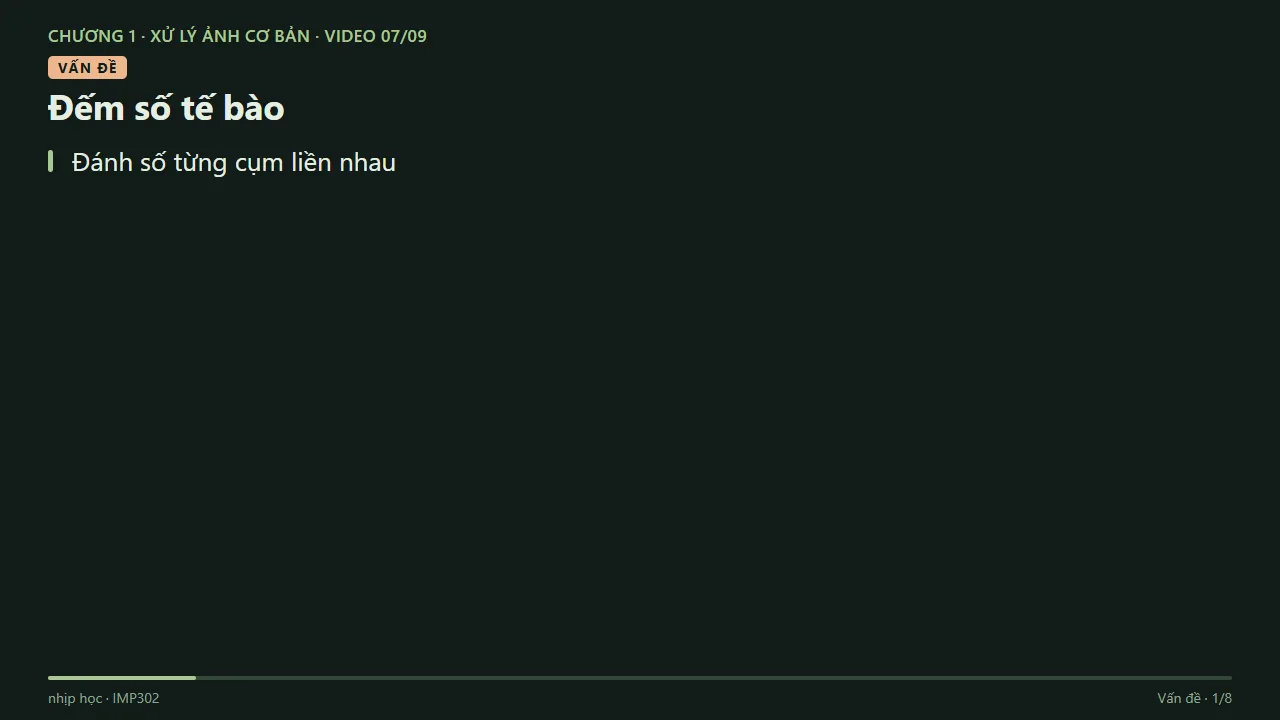 CHƯƠNG 1 · XỬ LÝ ẢNH CƠ BẢN · VIDEO 07/09
VẤN ĐỀ
Đếm số tế bào
Đánh số từng cụm liền nhau
nhịp học · IMP302
Vấn đề · 1/8